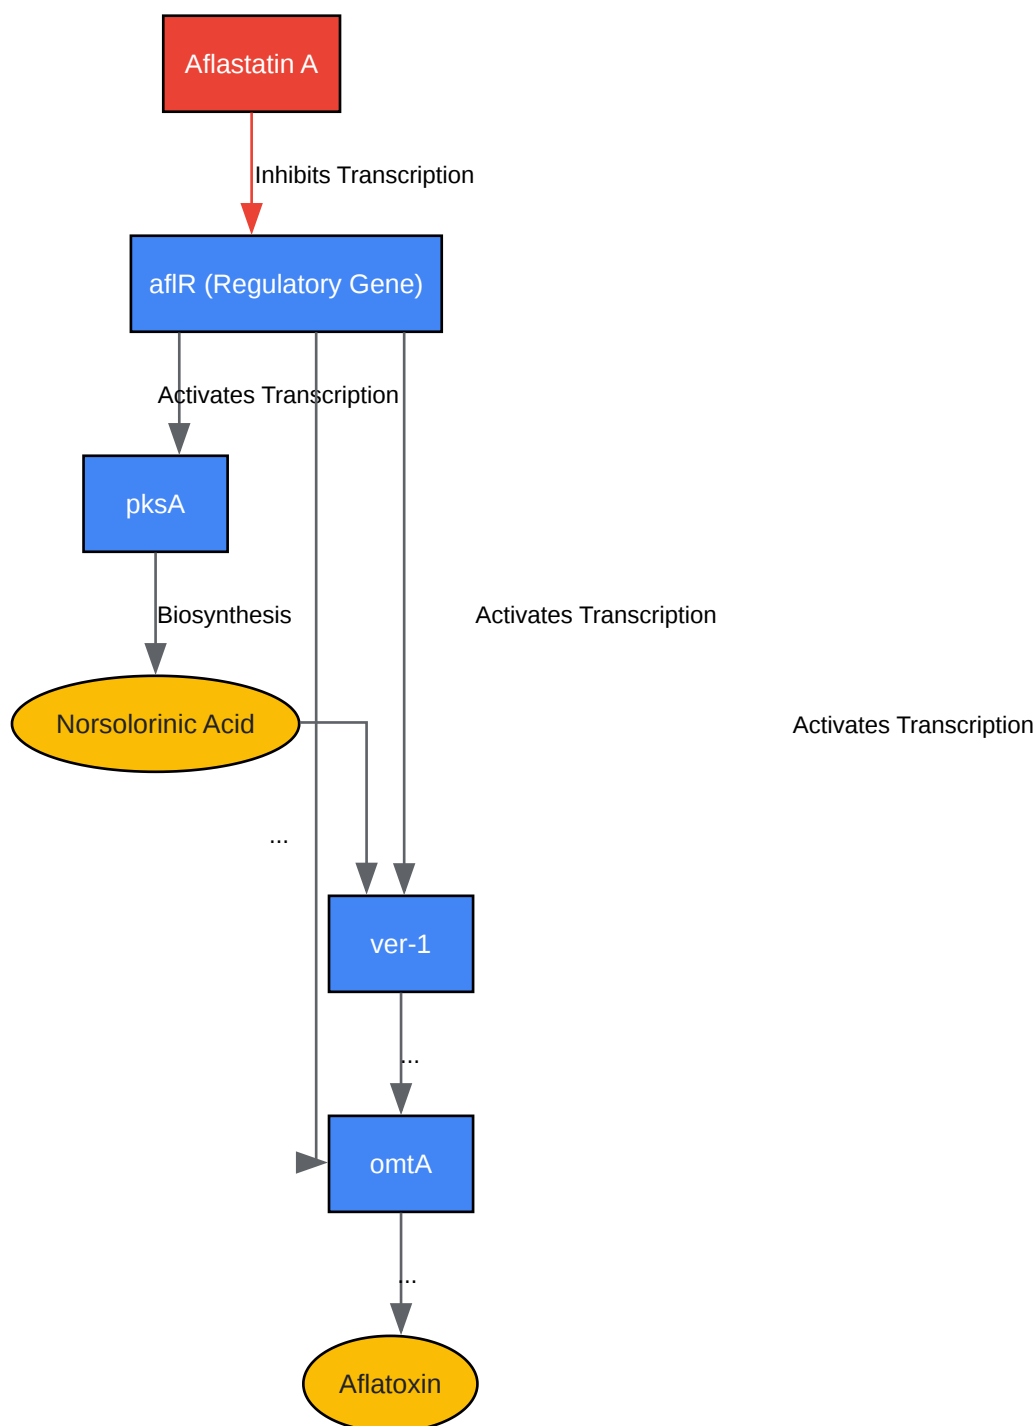 Aflastatin A
Inhibits Transcription
aflR (Regulatory Gene)
Activates Transcription
pksA
Biosynthesis
Activates Transcription
Norsolorinic Acid
Activates Transcription
...
ver-1
...
omtA
...
Aflatoxin